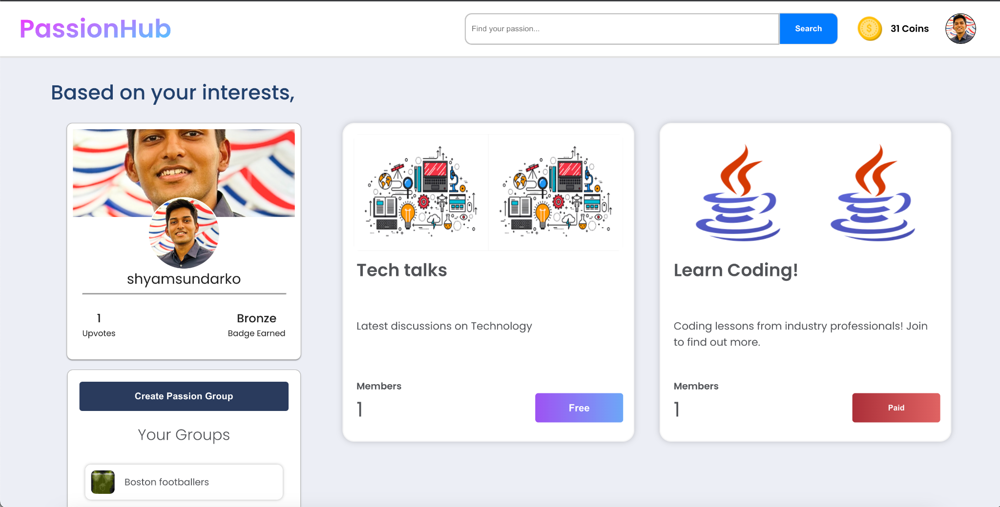 PassionHub
Find your passion...
Search
31 Coins
Based on your interests,
shyamsundarko
1
Upvotes
Bronze
Badge Earned
Create Passion Group
Your Groups
Boston footballers
Tech talks
Latest discussions on Technology
Members
1
Free
Learn Coding!
Coding lessons from industry professionals! Join
to find out more.
Members
1
Paid